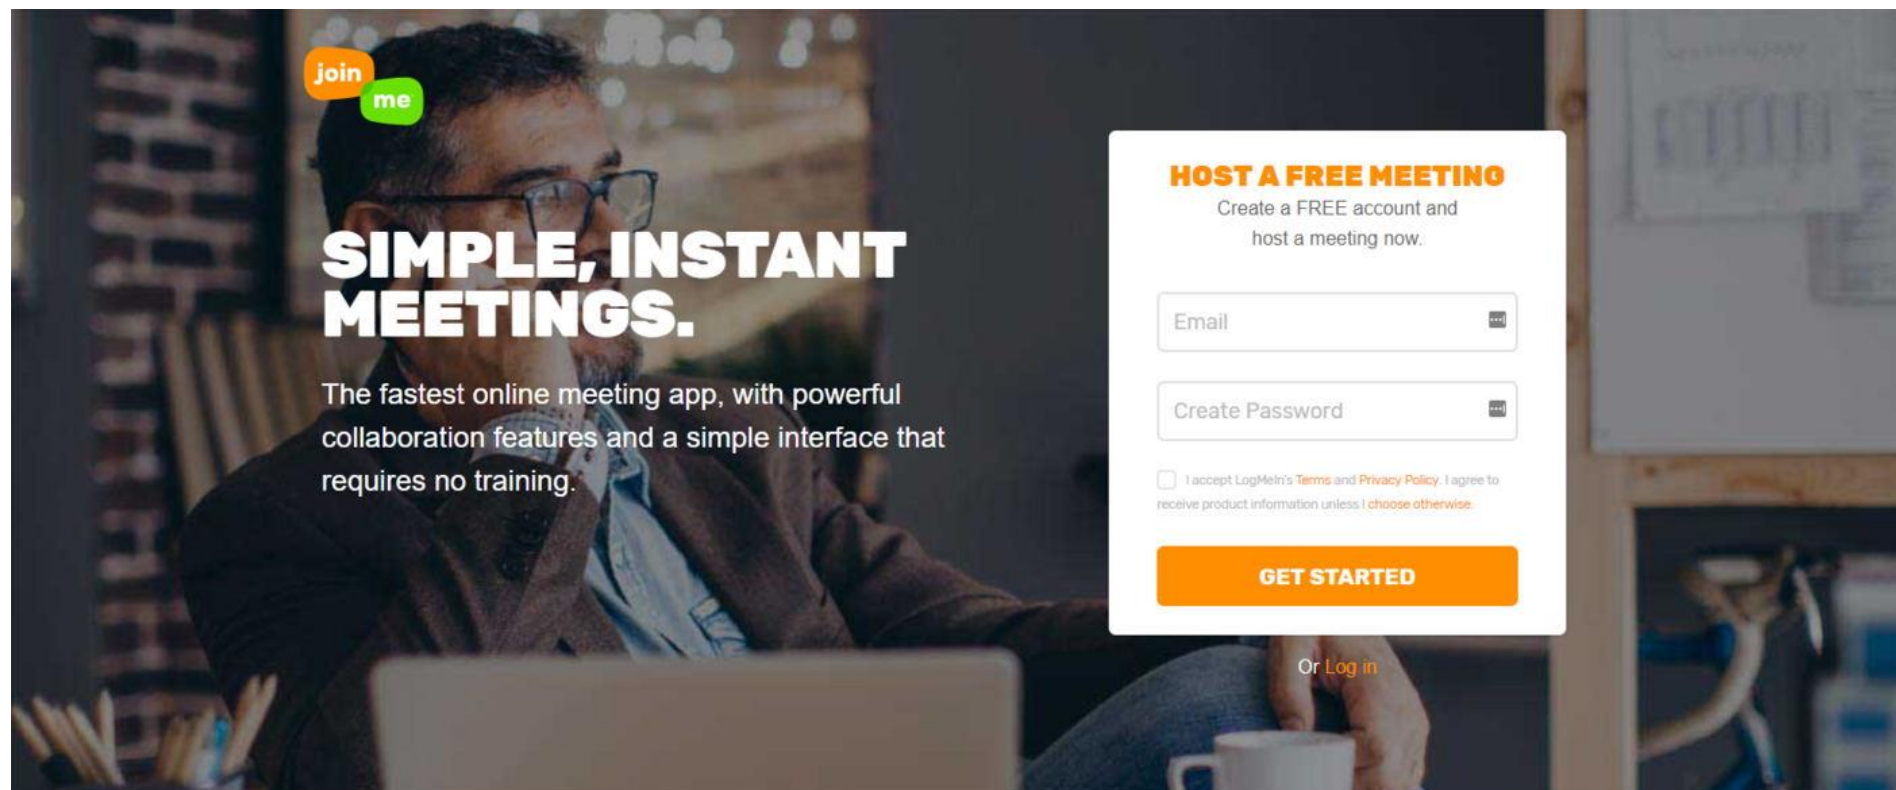 join
me
SIMPLE, INSTANT
MEETINGS.
The fastest online meeting app, with powerful
collaboration features and a simple interface that
requires no training.
HOST A FREE MEETING
Create a FREE account and
host a meeting now.
Email
Create Password
I accept LogMeIn's Terms and Privacy Policy. I agree to
receive product information unless I choose otherwise.
GET STARTED
Or Log in